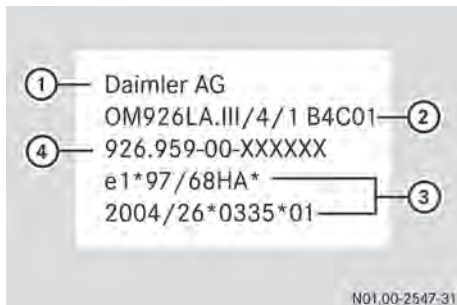 1 Daimler AG
OM926LA.III/4/1 B4C01 2
4 926.959-00-XXXXXX
e1*97/68HA*
3
2004/26*0335*01
N01.00-2547-31